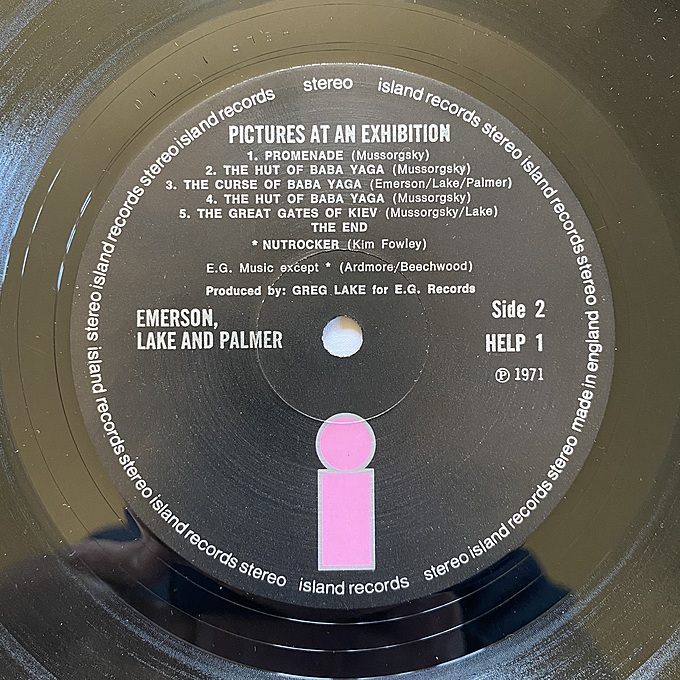 stereo island records stereo island records stereo island records stereo made in england
PICTURES AT AN EXHIBITION
1. PROMENADE (Mussorgsky)
2. THE HUT OF BABA YAGA (Mussorgsky)
3. THE CURSE OF BABA YAGA (Emerson/Lake/Palmer)
4. THE HUT OF BABA YAGA (Mussorgsky)
5. THE GREAT GATES OF KIEV (Mussorgsky/Lake)
THE END
* NUTROCKER (Kim Fowley)
E.G. Music except * (Ardmore/Beechwood)
Produced by: GREG LAKE for E.G. Records
EMERSON,
LAKE AND PALMER
Side 2
HELP 1
Ⓟ 1971
stereo island records stereo island records stereo island records stereo island records stereo island records